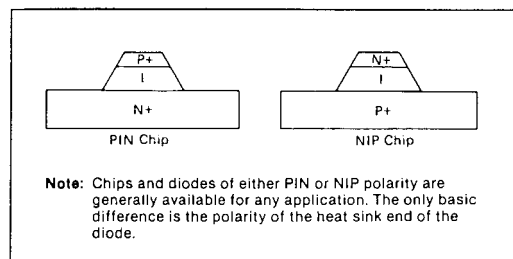 P+
I
N+
PIN Chip
N+
I
P+
NIP Chip
Note: Chips and diodes of either PIN or NIP polarity are
generally available for any application. The only basic
difference is the polarity of the heat sink end of the
diode.